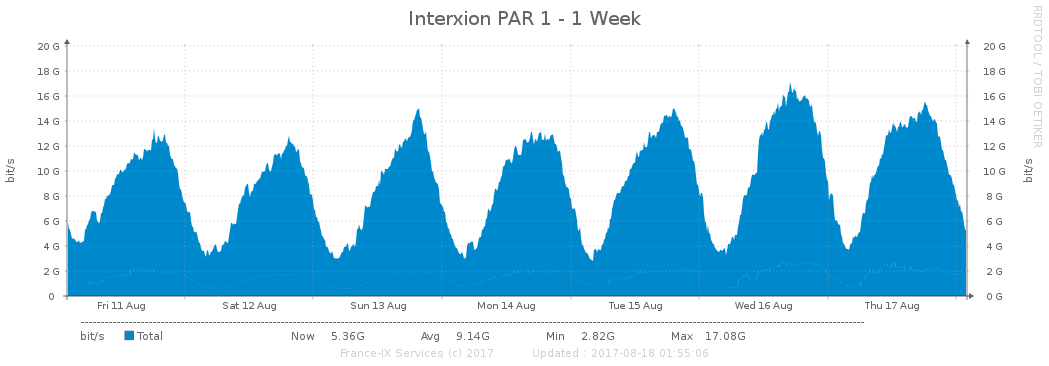 Interxion PAR 1 - 1 Week
RRDTOOL / TOBI OETIKER
20 G 20 G
18 G 18 G
16 G 16 G
14 G 14 G
12 G 12 G
10 G 10 G
8 G 8 G
6 G 6 G
4 G 4 G
2 G 2 G
0 0 G
bit/s
bit/s
Fri 11 Aug Sat 12 Aug Sun 13 Aug Mon 14 Aug Tue 15 Aug Wed 16 Aug Thu 17 Aug
bit/s Total Now 5.36G Avg 9.14G Min 2.82G Max 17.08G
France-IX Services (c) 2017 Updated : 2017-08-18 01:55:06